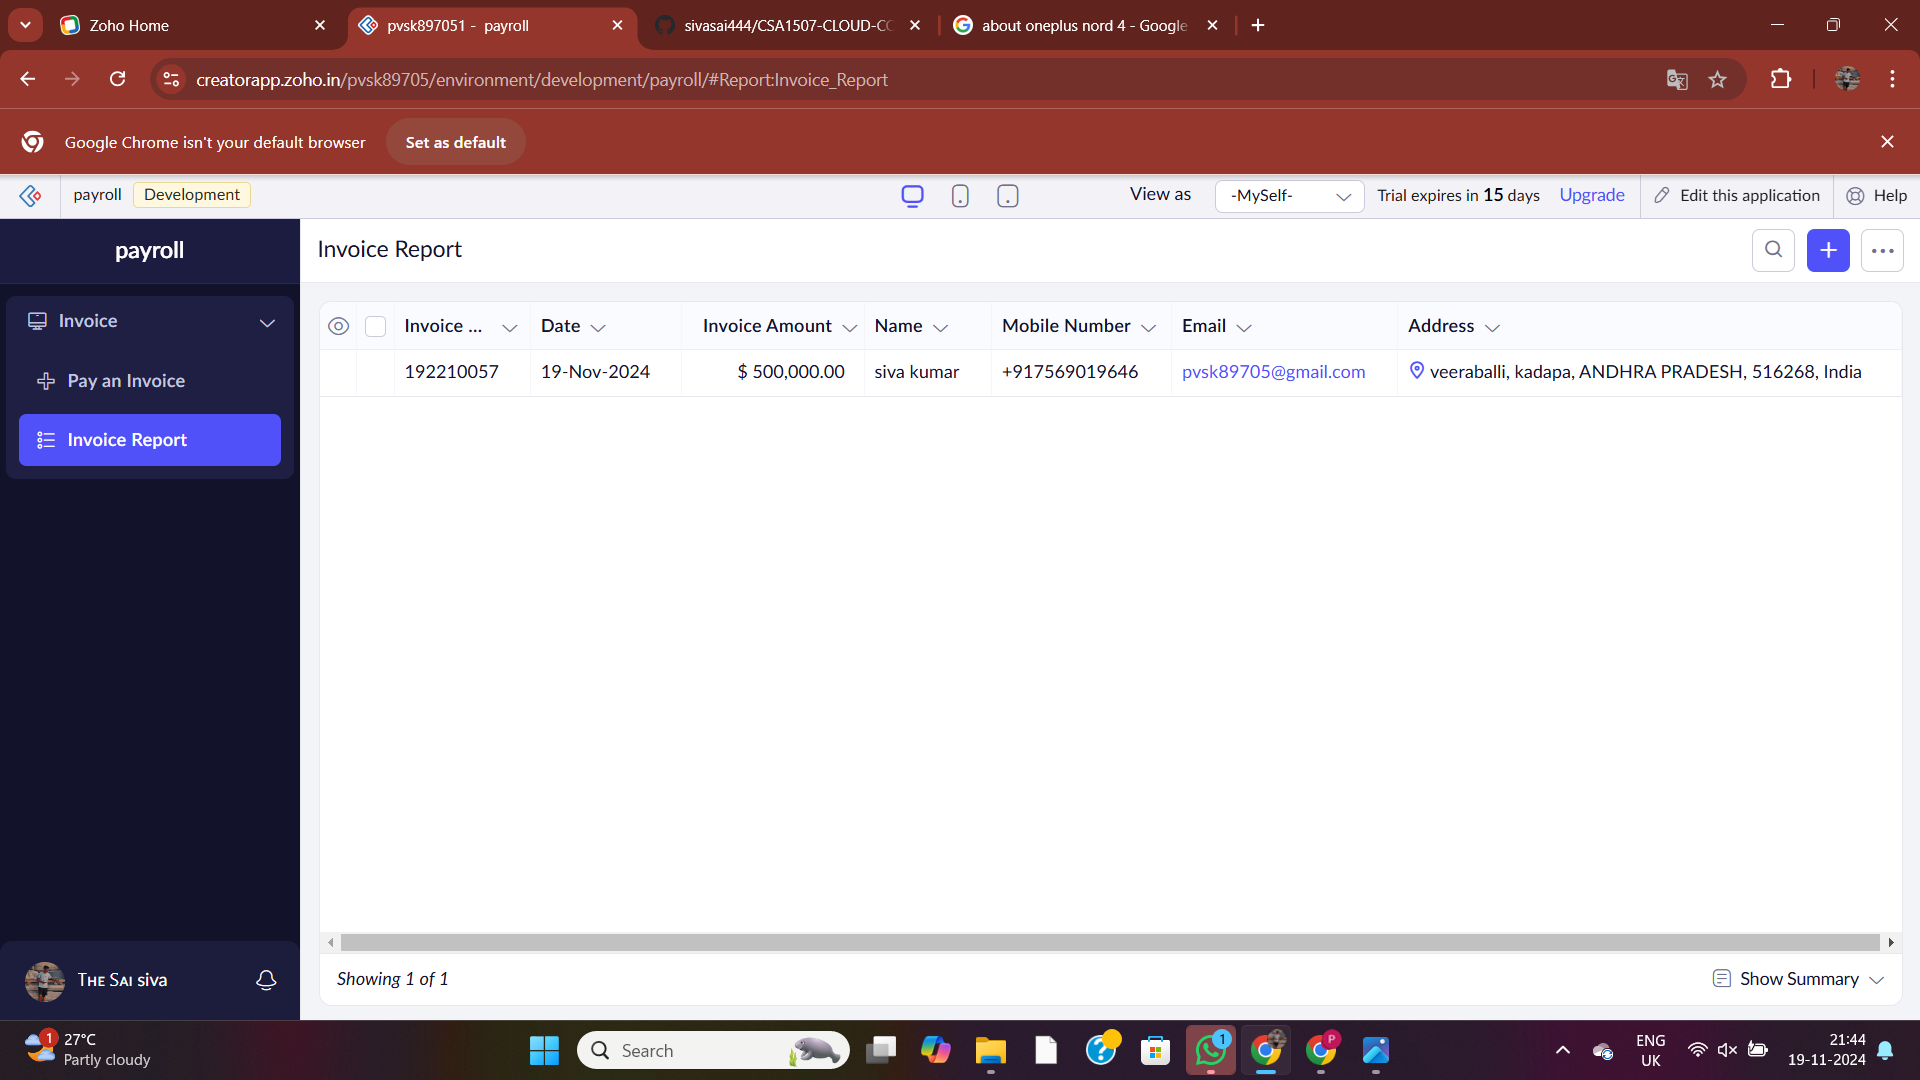 Zoho Home
pvsk897051 - payroll
sivasai444/CSA1507-CLOUD-CC
about oneplus nord 4 - Google
creatorapp.zoho.in/pvsk89705/environment/development/payroll/#Report:Invoice_Report
Google Chrome isn't your default browser
Set as default
payroll
Development
View as
-MySelf-
Trial expires in 15 days
Upgrade
Edit this application
Help
payroll
Invoice
Pay an Invoice
Invoice Report
Invoice Report
Invoice ... Date Invoice Amount Name Mobile Number Email Address
192210057 19-Nov-2024 $ 500,000.00 siva kumar +917569019646 pvsk89705@gmail.com veeraballi, kadapa, ANDHRA PRADESH, 516268, India
Showing 1 of 1
Show Summary
The Sai siva
1
27°C
Partly cloudy
Search
1
P
ENG
UK
21:44
19-11-2024